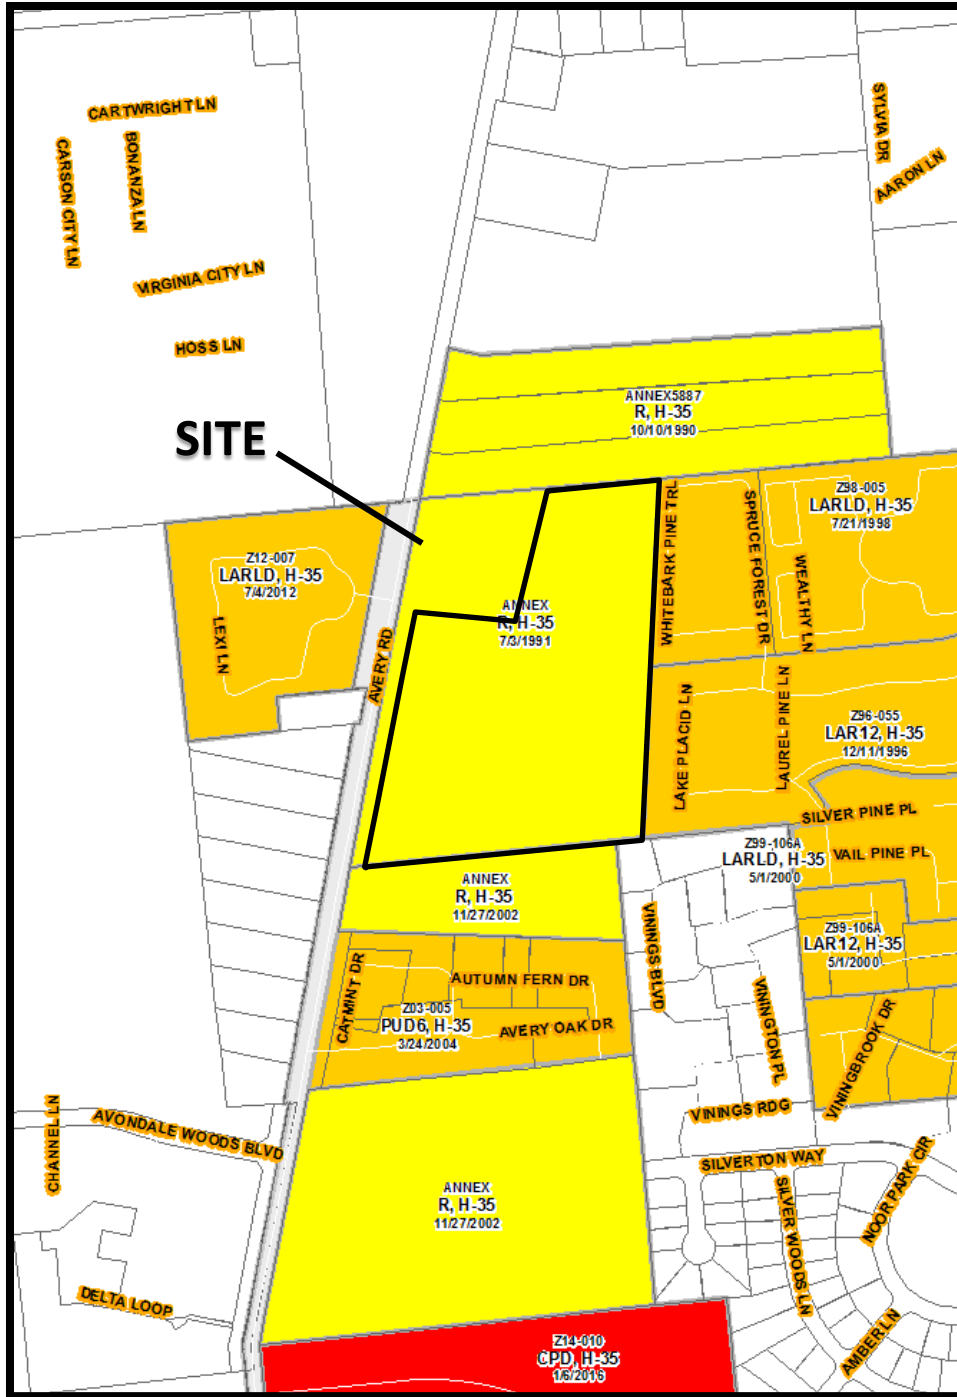 CARTWRIGHT LN
BONANZA LN
CARSON CITY LN
VIRGINIA CITY LN
HOSS LN
SYLVIA DR
AARON LN
SITE
ANNEX5887
R, H-35
10/10/1990
Z98-005
LARLD, H-35
7/21/1998
WHITEBARK PINE TRL
SPRUCE FOREST DR
WEALTHY LN
Z12-007
LARLD, H-35
7/4/2012
LEXI LN
AVERY RD
ANNEX
R, H-35
7/3/1991
LAKE PLACID LN
LAUREL PINE LN
Z96-055
LAR12, H-35
12/11/1996
SILVER PINE PL
Z99-106A
LARLD, H-35
5/1/2000
VAIL PINE PL
ANNEX
R, H-35
11/27/2002
Z99-106A
LAR12, H-35
5/1/2000
VININGS BLVD
VININGTON PL
VININGBROOK DR
CATMINT DR
AUTUMN FERN DR
Z03-005
PUD6, H-35
3/24/2004
AVERY OAK DR
VININGS RDG
CHANNEL LN
AVONDALE WOODS BLVD
SILVERTON WAY
SILVER WOODS LN
NOOR PARK CIR
ANNEX
R, H-35
11/27/2002
DELTA LOOP
AMBER LN
Z14-010
CPD, H-35
1/6/2016